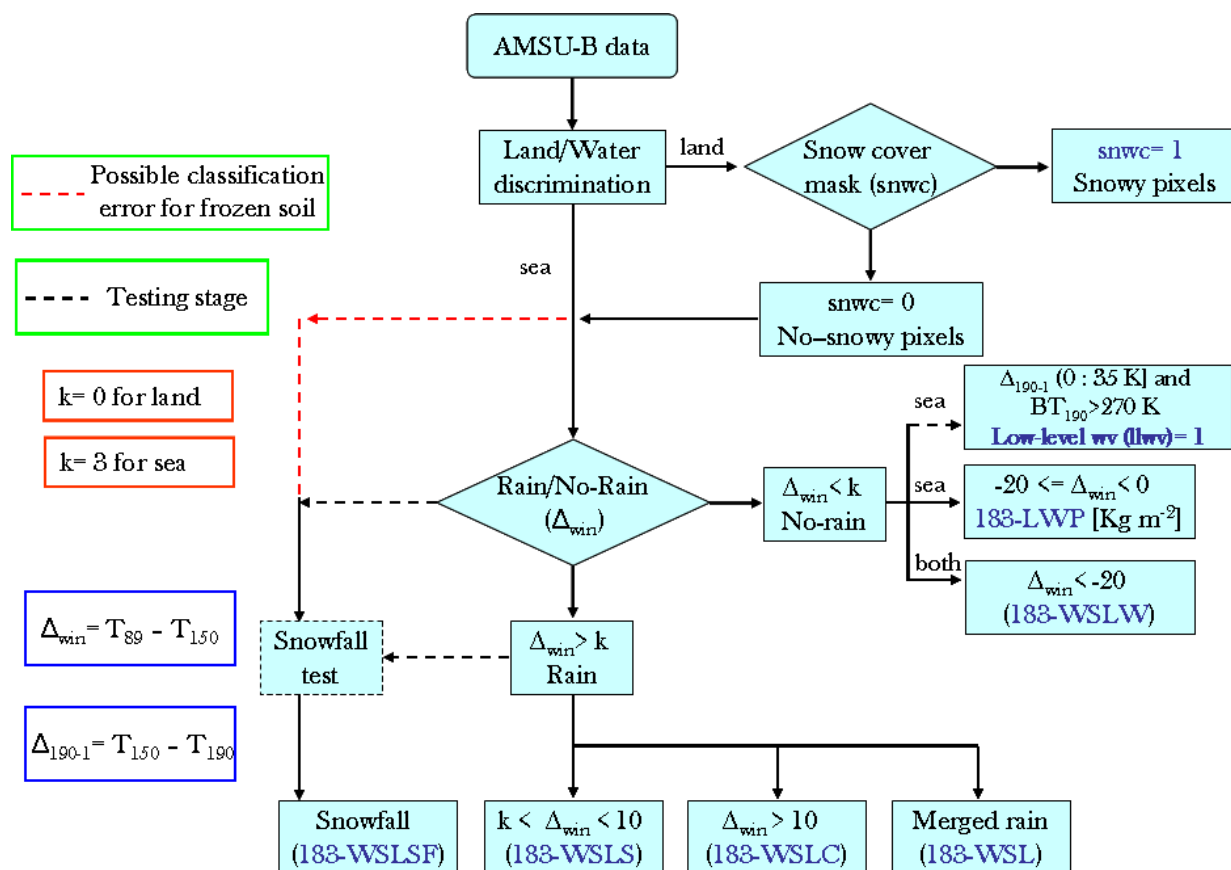 AMSU-B data
Land/Water
discrimination
land
Snow cover
mask (snwc)
snwc= 1
Snowy pixels
Possible classification
error for frozen soil
sea
Testing stage
snwc= 0
No–snowy pixels
k= 0 for land
k= 3 for sea
Rain/No-Rain
(Δwin)
Δwin< k
No-rain
sea
Δ190-1 (0 : 35 K] and
BT190>270 K
Low-level wv (llwv)= 1
sea
-20 <= Δwin< 0
183-LWP [Kg m-2]
both
Δwin< -20
(183-WSLW)
Δwin= T89 – T150
Snowfall
test
Δwin> k
Rain
Δ190-1= T150 – T190
Snowfall
(183-WSLSF)
k < Δwin< 10
(183-WSLS)
Δwin> 10
(183-WSLC)
Merged rain
(183-WSL)